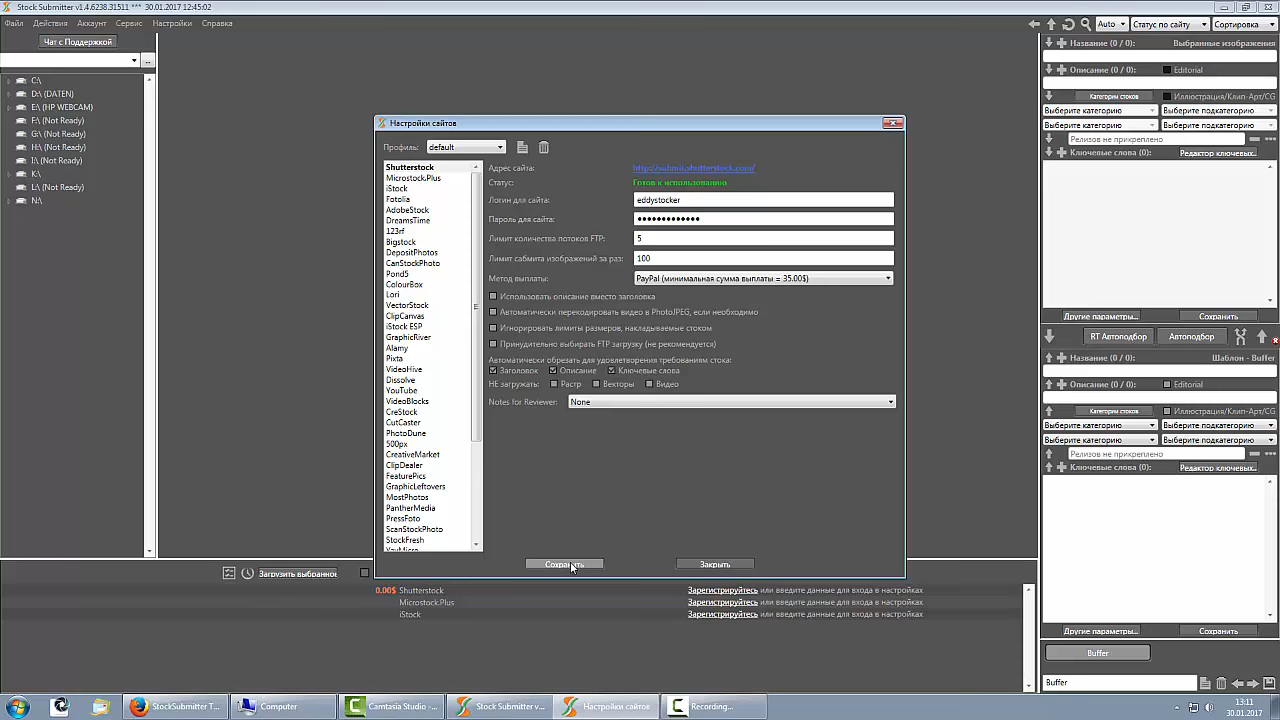 Stock Submitter v1.4.6238.31511 *** 30.01.2017 12:45:02
Файл Действия Аккаунт Сервис Настройки Справка
Auto Статус по сайту Сортировка
Чат с Поддержкой
C:\
D:\ (DATEN)
E:\ (HP WEBCAM)
F:\ (Not Ready)
G:\ (Not Ready)
H:\ (Not Ready)
I:\ (Not Ready)
K:\
L:\ (Not Ready)
N:\
Настройки сайтов
Профиль: default
Shutterstock
Microstock.Plus
iStock
Fotolia
AdobeStock
DreamsTime
123rf
Bigstock
DepositPhotos
CanStockPhoto
Pond5
ColourBox
Lori
VectorStock
ClipCanvas
iStock ESP
GraphicRiver
Alamy
Pixta
VideoHive
Dissolve
YouTube
VideoBlocks
CreStock
CutCaster
PhotoDune
500px
CreativeMarket
ClipDealer
FeaturePics
GraphicLeftovers
MostPhotos
PantherMedia
PressFoto
ScanStockPhoto
StockFresh
YayMicro
Адрес сайта: http://submit.shutterstock.com/
Статус: Готов к использованию
Логин для сайта: eddystocker
Пароль для сайта: •••••••••••••
Лимит количества потоков FTP: 5
Лимит сабмита изображений за раз: 100
Метод выплаты: PayPal (минимальная сумма выплаты = 35.00$)
Использовать описание вместо заголовка
Автоматически перекодировать видео в PhotoJPEG, если необходимо
Игнорировать лимиты размеров, накладываемые стоком
Принудительно выбирать FTP загрузку (не рекомендуется)
Автоматически обрезать для удовлетворения требованиям стока:
Заголовок Описание Ключевые слова
НЕ загружать: Растр Векторы Видео
Notes for Reviewer: None
Сохранить Закрыть
Загрузить выбранное
0.00$ Shutterstock Зарегистрируйтесь или введите данные для входа в настройках
Microstock.Plus Зарегистрируйтесь или введите данные для входа в настройках
iStock Зарегистрируйтесь или введите данные для входа в настройках
Название (0 / 0): Выбранные изображения
Описание (0 / 0): Editorial
Категории стоков Иллюстрация/Клип-Арт/CG
Выберите категорию Выберите подкатегорию
Выберите категорию Выберите подкатегорию
Релизов не прикреплено
Ключевые слова (0): Редактор ключевых..
Другие параметры... Сохранить
RT Автоподбор Автоподбор
Название (0 / 0): Шаблон - Buffer
Описание (0 / 0): Editorial
Категории стоков Иллюстрация/Клип-Арт/CG
Выберите категорию Выберите подкатегорию
Выберите категорию Выберите подкатегорию
Релизов не прикреплено
Ключевые слова (0): Редактор ключевых..
Другие параметры... Сохранить
Buffer
Buffer
StockSubmitter T... Computer Camtasia Studio -... Stock Submitter v... Настройки сайтов Recording...
13:11
30.01.2017